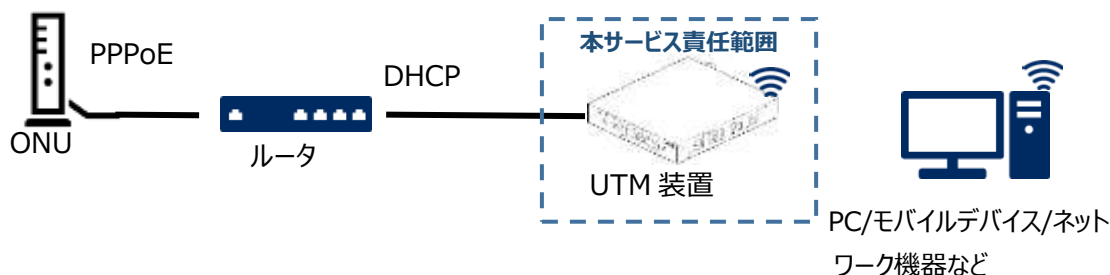 PPPoE
ONU
ルータ
DHCP
本サービス責任範囲
UTM 装置
PC/モバイルデバイス/ネット
ワーク機器など